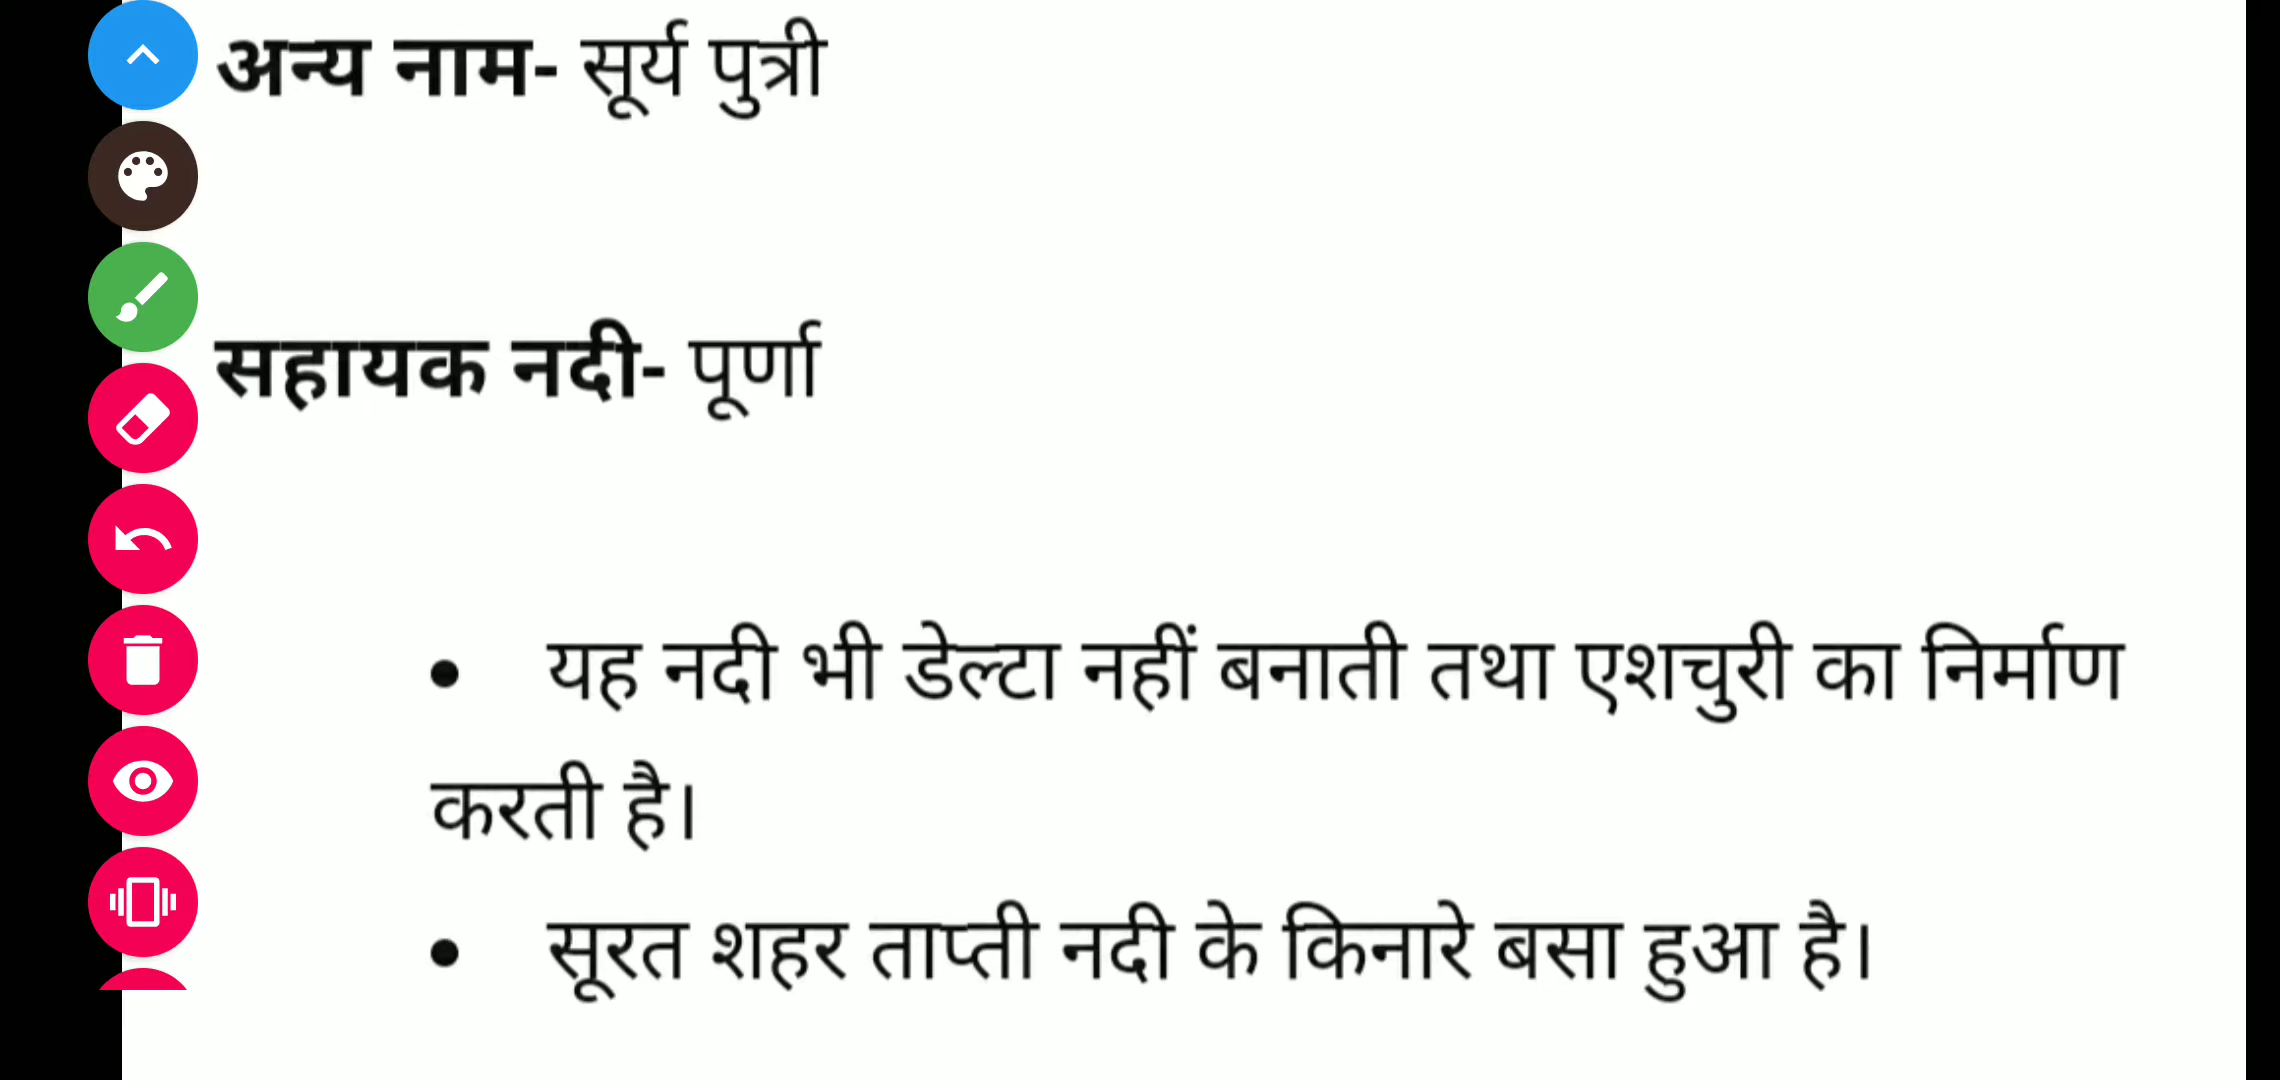 अन्य नाम- सूर्य पुत्री
सहायक नदी- पूर्णा
• यह नदी भी डेल्टा नहीं बनाती तथा एशचुरी का निर्माण
करती है।
• सूरत शहर ताप्ती नदी के किनारे बसा हुआ है।